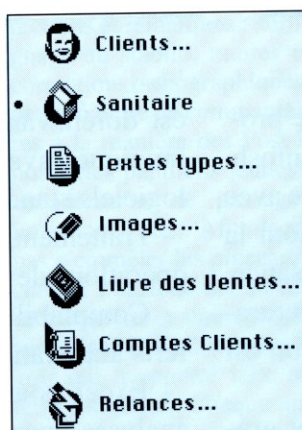 Clients...
• Sanitaire
Textes types...
Images...
Livre des Ventes...
Comptes Clients...
Relances...